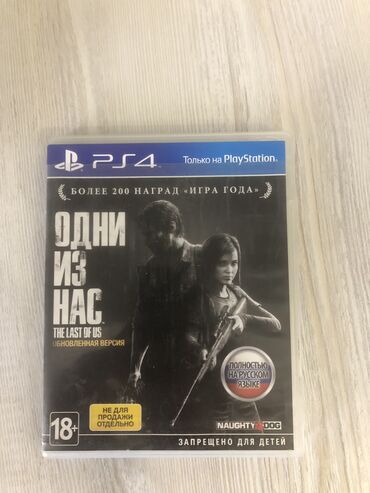 PS4
Только на PlayStation
БОЛЕЕ 200 НАГРАД «ИГРА ГОДА»
ОДНИ
ИЗ
НАС
THE LAST OF US
ОБНОВЛЕННАЯ ВЕРСИЯ
ПОЛНОСТЬЮ
НА РУССКОМ
ЯЗЫКЕ
НЕ ДЛЯ
ПРОДАЖИ
ОТДЕЛЬНО
18+
NAUGHTY DOG
ЗАПРЕЩЕНО ДЛЯ ДЕТЕЙ